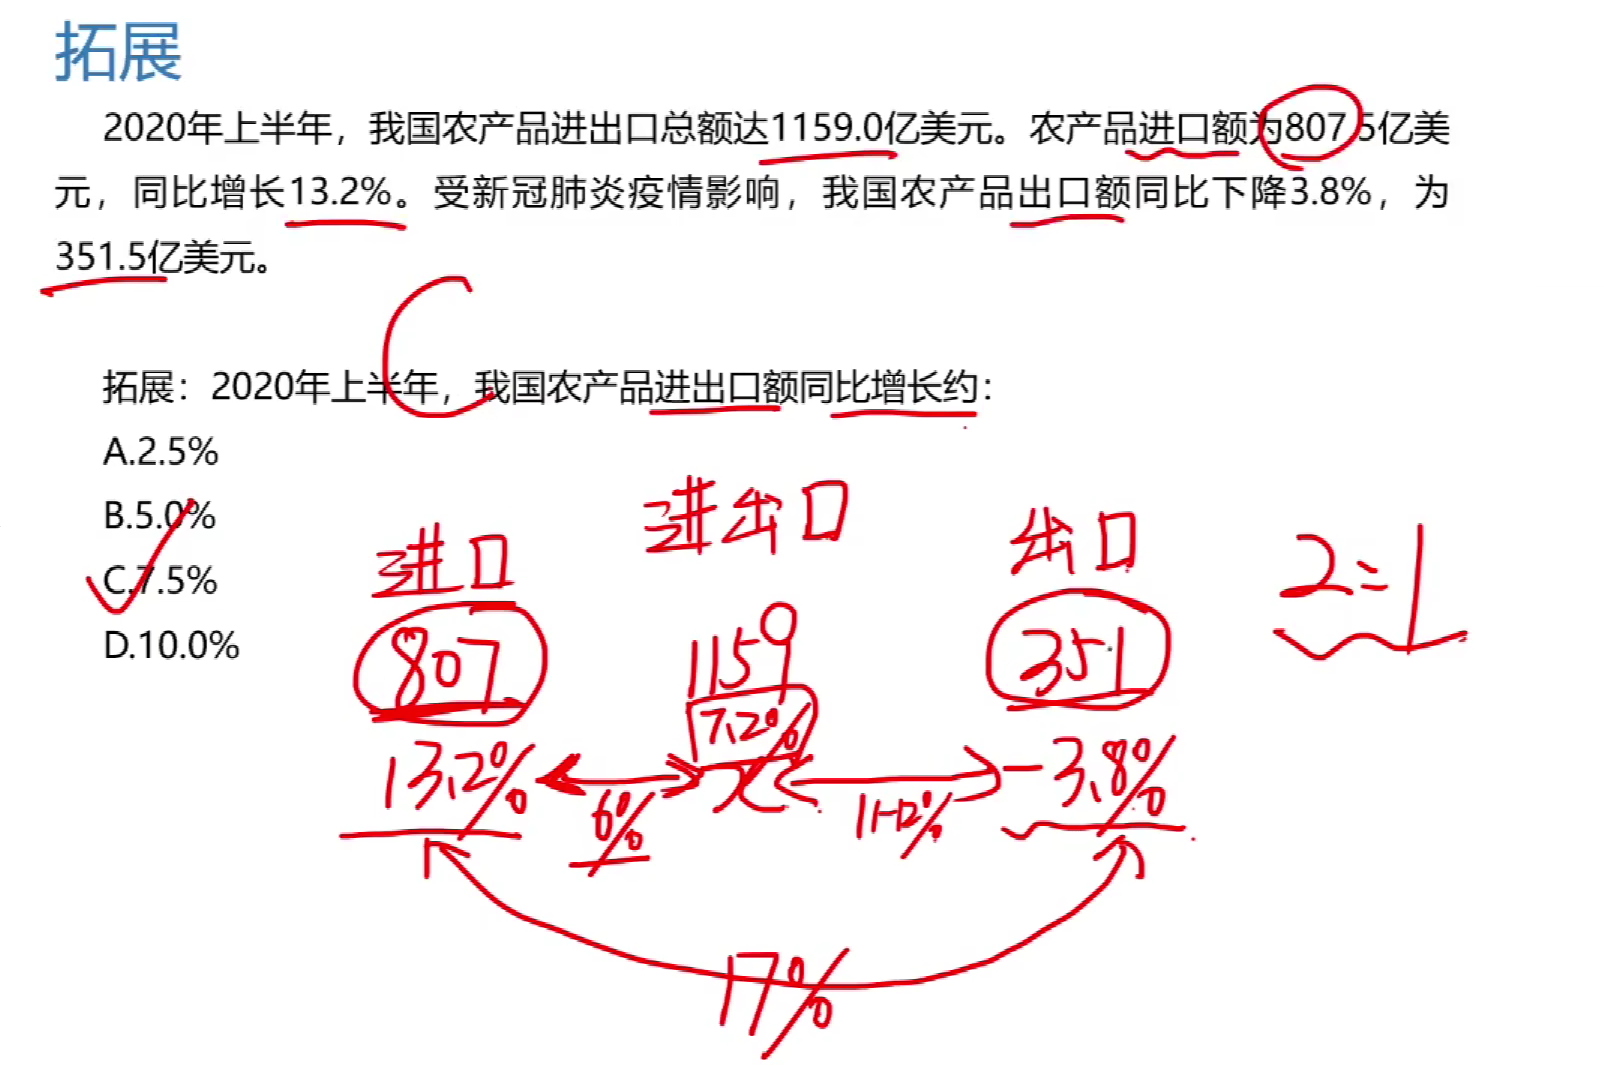 拓展
2020年上半年，我国农产品进出口总额达1159.0亿美元。农产品进口额为807.5亿美
元，同比增长13.2%。受新冠肺炎疫情影响，我国农产品出口额同比下降3.8%，为
351.5亿美元。
拓展：2020年上半年，我国农产品进出口额同比增长约：
A.2.5%
B.5.0%
C.7.5%
D.10.0%
进口 进出口 出口
807 1159 351 2=1
7.2%
13.2% x -3.8%
6%
17%